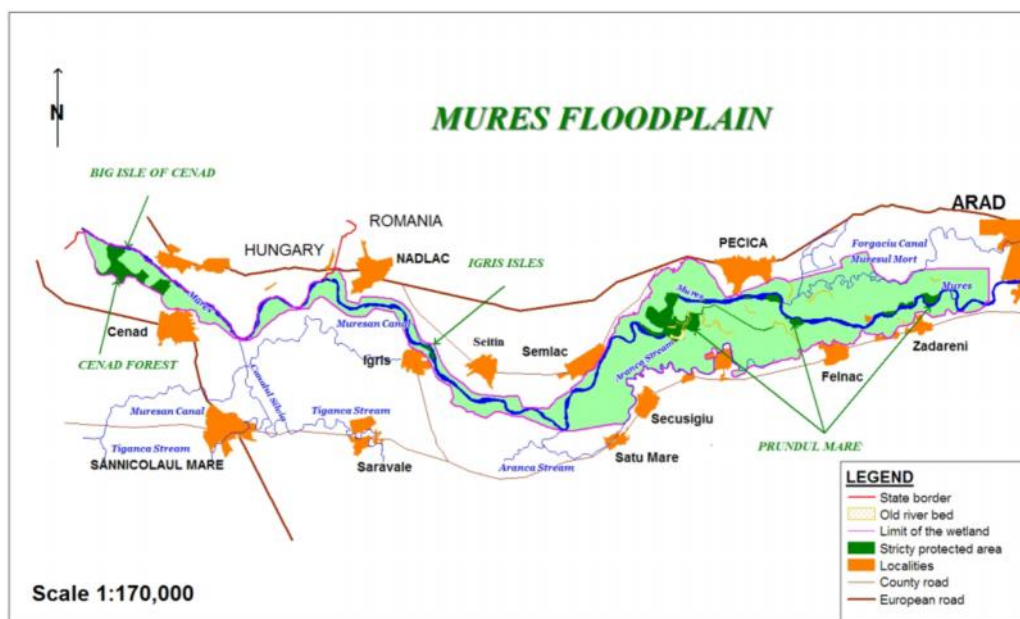 N
MURES FLOODPLAIN
BIG ISLE OF CENAD
ROMANIA
HUNGARY
NADLAC
IGRIS ISLES
PECICA
ARAD
Forgaciu Canal
Muresul Mort
Mures
Mures
Mures
Cenad
CENAD FOREST
Muresan Canal
Igris
Seitin
Semlac
Aranca Stream
Felnac
Zadareni
Canalul Silvia
Muresan Canal
Tiganca Stream
Tiganca Stream
SANNICOLAUL MARE
Saravale
Aranca Stream
Satu Mare
Secusigiu
PRUNDUL MARE
LEGEND
State border
Old river bed
Limit of the wetland
Stricty protected area
Localities
County road
European road
Scale 1:170,000